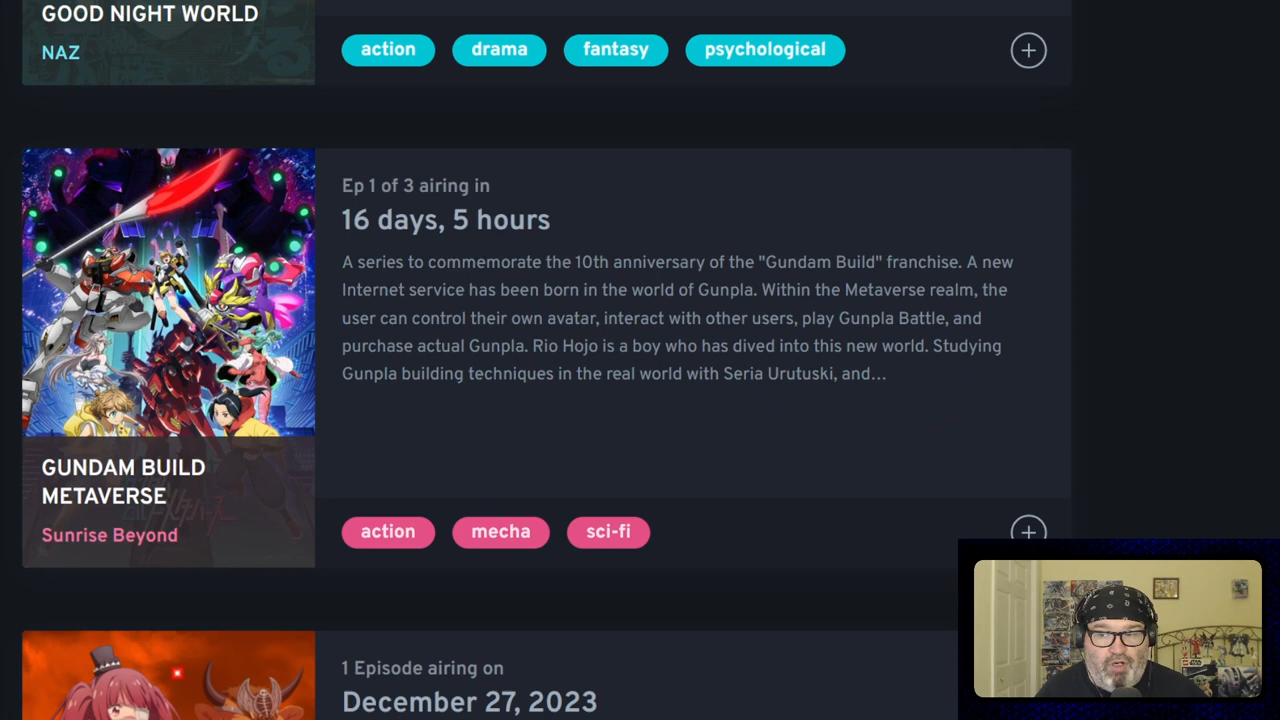 GOOD NIGHT WORLD
NAZ
action drama fantasy psychological
Ep 1 of 3 airing in
16 days, 5 hours
A series to commemorate the 10th anniversary of the "Gundam Build" franchise. A new
Internet service has been born in the world of Gunpla. Within the Metaverse realm, the
user can control their own avatar, interact with other users, play Gunpla Battle, and
purchase actual Gunpla. Rio Hojo is a boy who has dived into this new world. Studying
Gunpla building techniques in the real world with Seria Urutuski, and…
GUNDAM BUILD
METAVERSE
Sunrise Beyond
action mecha sci-fi
1 Episode airing on
December 27, 2023